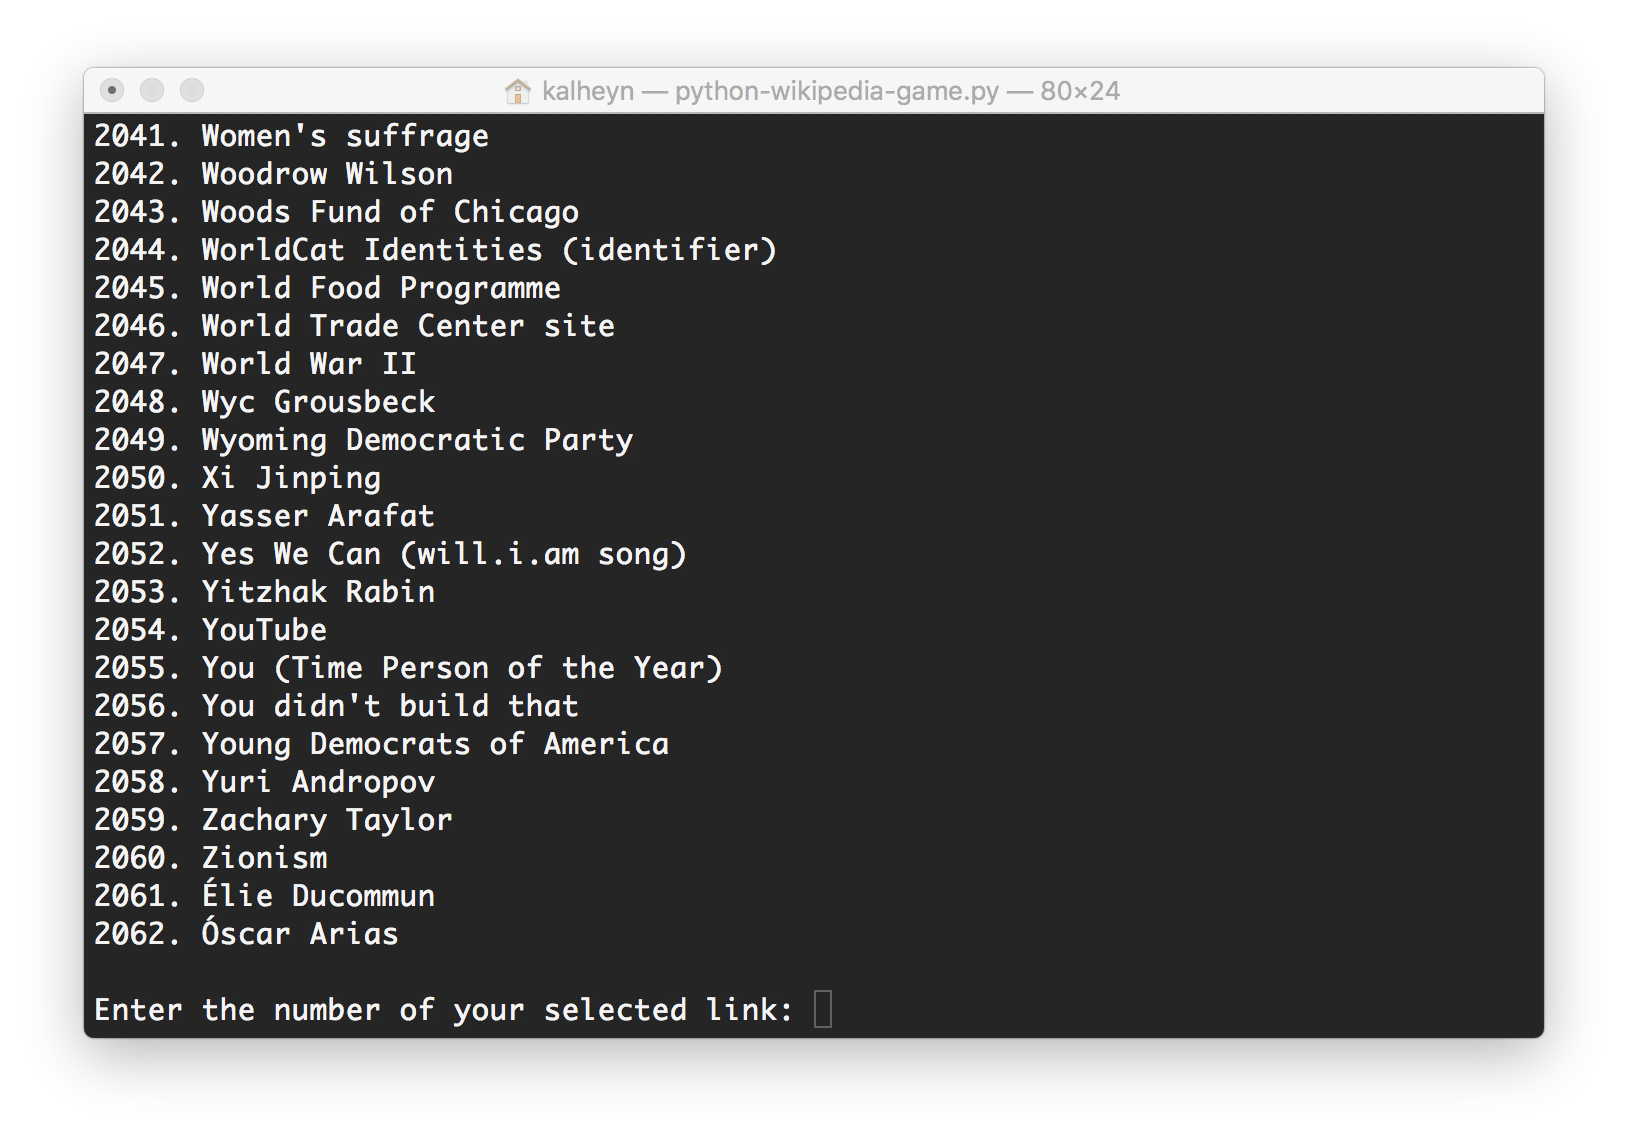 kalheyn — python-wikipedia-game.py — 80×24
2041. Women's suffrage
2042. Woodrow Wilson
2043. Woods Fund of Chicago
2044. WorldCat Identities (identifier)
2045. World Food Programme
2046. World Trade Center site
2047. World War II
2048. Wyc Grousbeck
2049. Wyoming Democratic Party
2050. Xi Jinping
2051. Yasser Arafat
2052. Yes We Can (will.i.am song)
2053. Yitzhak Rabin
2054. YouTube
2055. You (Time Person of the Year)
2056. You didn't build that
2057. Young Democrats of America
2058. Yuri Andropov
2059. Zachary Taylor
2060. Zionism
2061. Élie Ducommun
2062. Óscar Arias
Enter the number of your selected link: